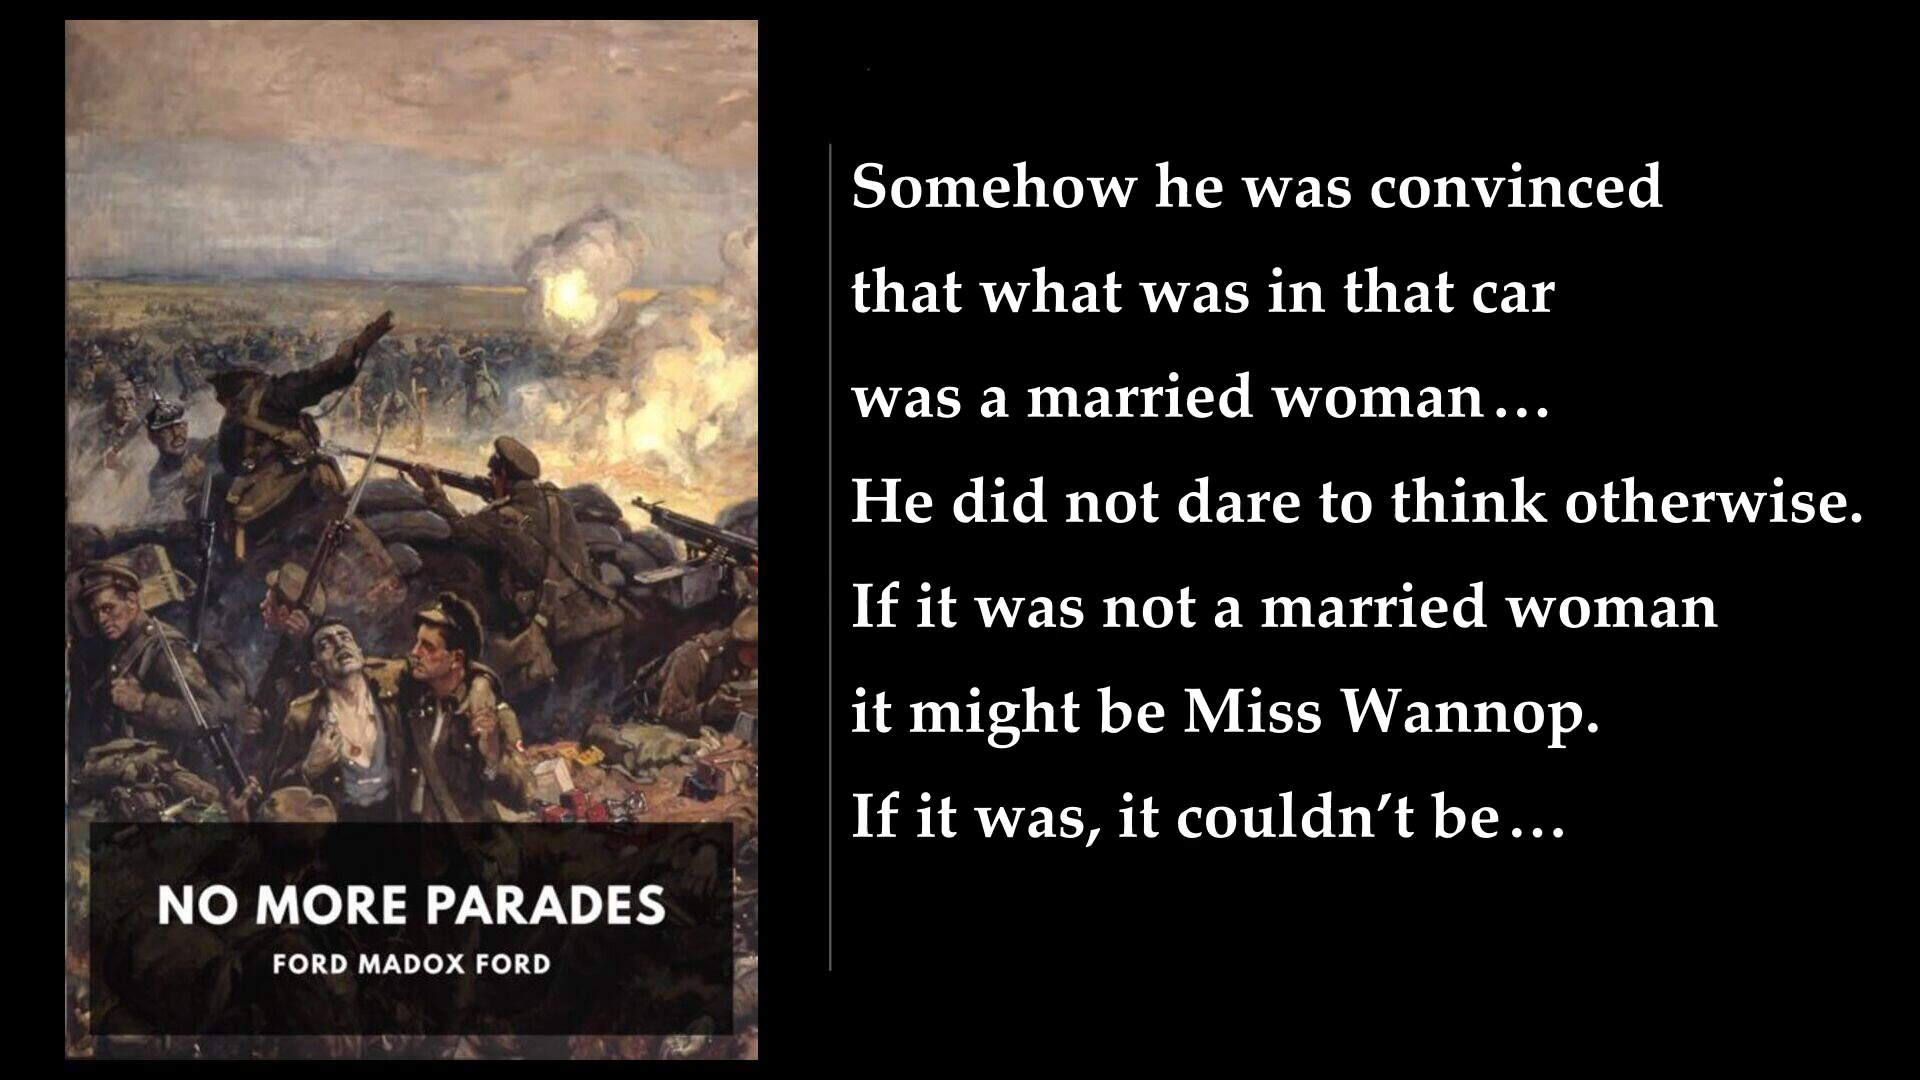 Somehow he was convinced
that what was in that car
was a married woman…
He did not dare to think otherwise.
If it was not a married woman
it might be Miss Wannop.
If it was, it couldn’t be…
NO MORE PARADES
FORD MADOX FORD